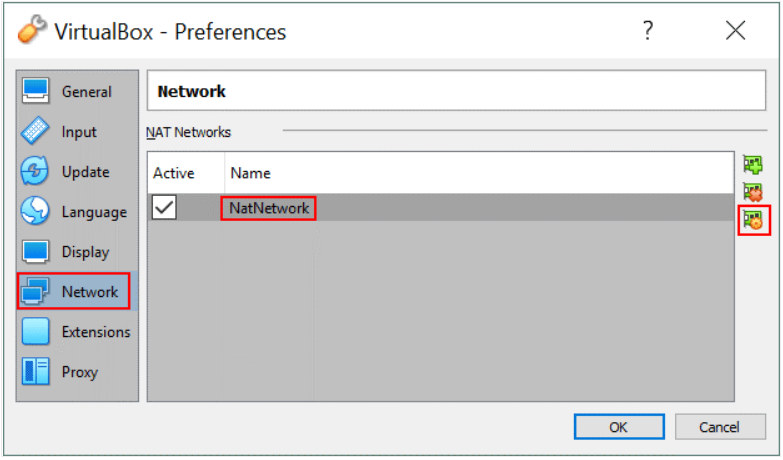 VirtualBox - Preferences ?
General
Input
Update
Language
Display
Network
Extensions
Proxy
Network
NAT Networks
Active Name
NatNetwork
OK Cancel